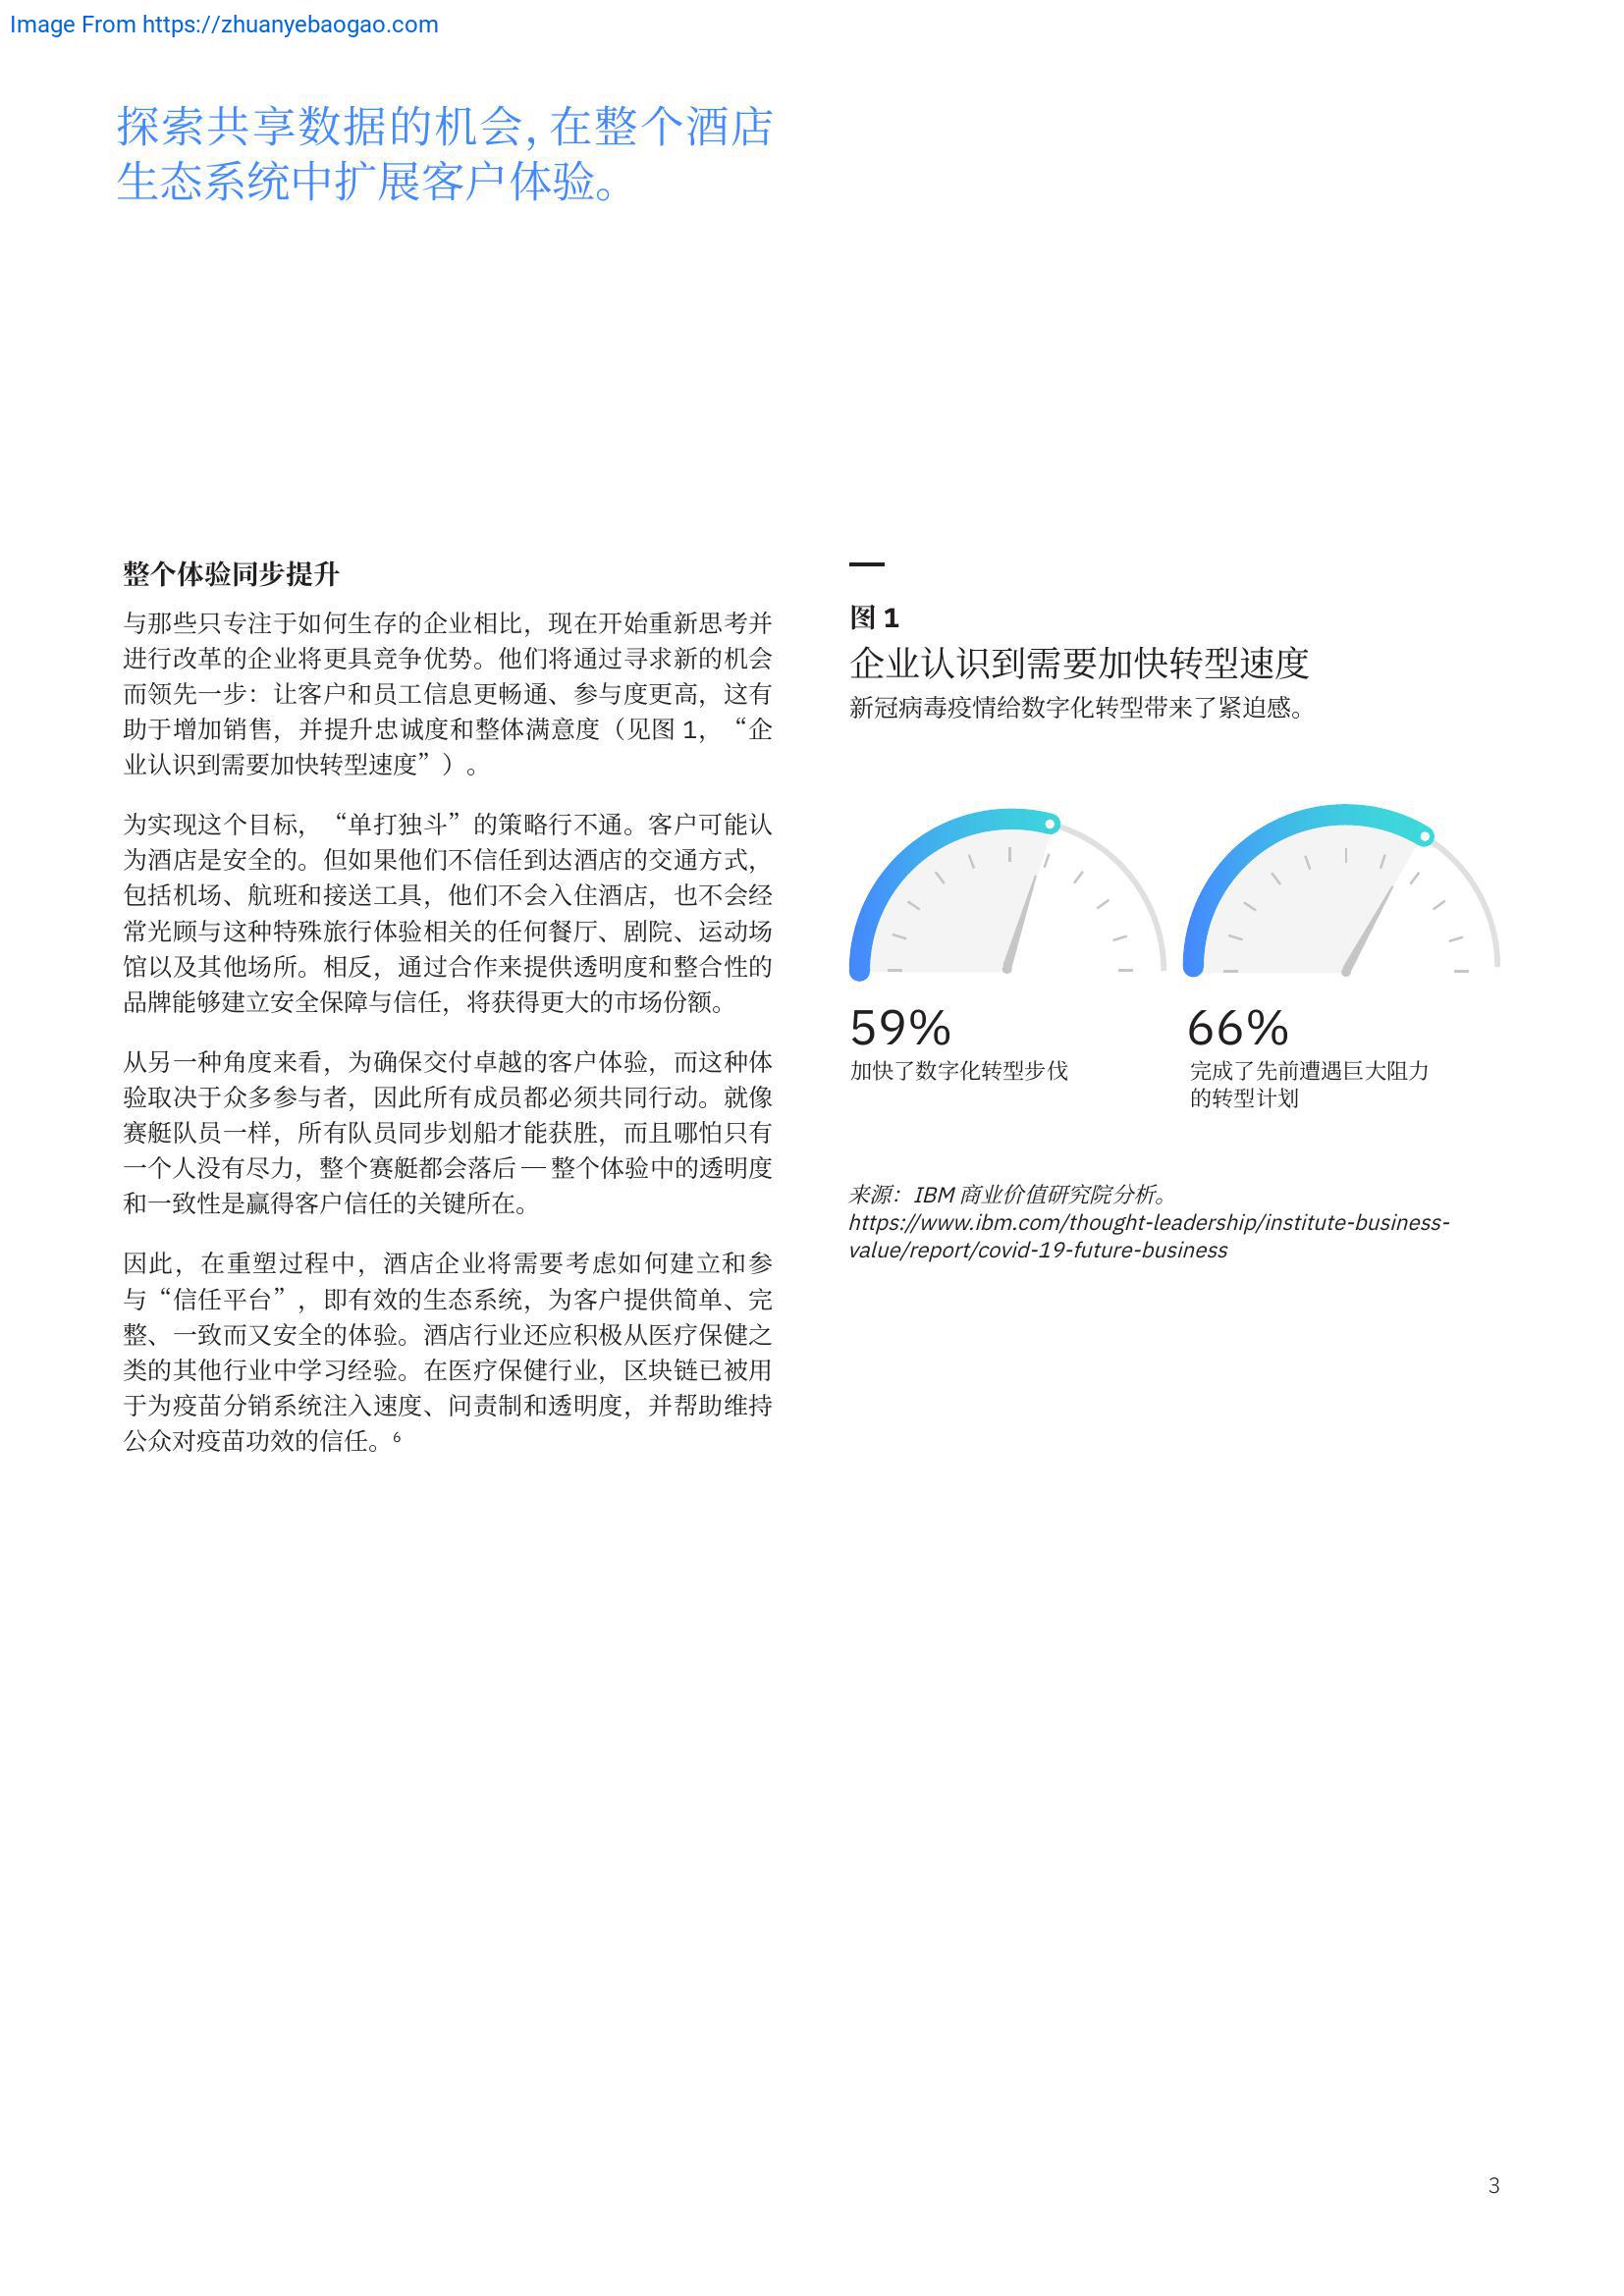 Image From https://zhuanyebaogao.com
探索共享数据的机会，在整个酒店
生态系统中扩展客户体验。
整个体验同步提升
与那些只专注于如何生存的企业相比，现在开始重新思考并
进行改革的企业将更具竞争优势。他们将通过寻求新的机会
而领先一步：让客户和员工信息更畅通、参与度更高，这有
助于增加销售，并提升忠诚度和整体满意度（见图 1，“企
业认识到需要加快转型速度”）。
为实现这个目标，“单打独斗”的策略行不通。客户可能认
为酒店是安全的。但如果他们不信任到达酒店的交通方式，
包括机场、航班和接送工具，他们不会入住酒店，也不会经
常光顾与这种特殊旅行体验相关的任何餐厅、剧院、运动场
馆以及其他场所。相反，通过合作来提供透明度和整合性的
品牌能够建立安全保障与信任，将获得更大的市场份额。
从另一种角度来看，为确保交付卓越的客户体验，而这种体
验取决于众多参与者，因此所有成员都必须共同行动。就像
赛艇队员一样，所有队员同步划船才能获胜，而且哪怕只有
一个人没有尽力，整个赛艇都会落后 — 整个体验中的透明度
和一致性是赢得客户信任的关键所在。
因此，在重塑过程中，酒店企业将需要考虑如何建立和参
与“信任平台”，即有效的生态系统，为客户提供简单、完
整、一致而又安全的体验。酒店行业还应积极从医疗保健之
类的其他行业中学习经验。在医疗保健行业，区块链已被用
于为疫苗分销系统注入速度、问责制和透明度，并帮助维持
公众对疫苗功效的信任。⁶
图 1
企业认识到需要加快转型速度
新冠病毒疫情给数字化转型带来了紧迫感。
59%
加快了数字化转型步伐
66%
完成了先前遭遇巨大阻力
的转型计划
来源：IBM 商业价值研究院分析。
https://www.ibm.com/thought-leadership/institute-business-
value/report/covid-19-future-business
3